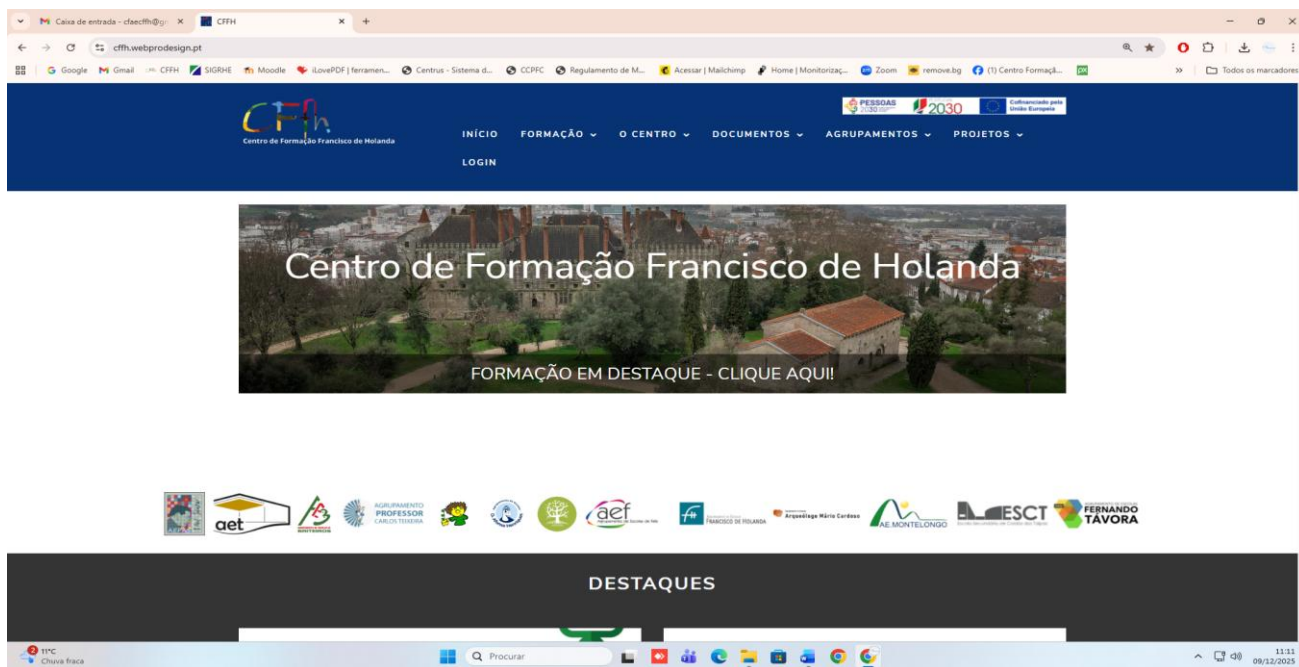 Caixa de entrada - cfaecffh@g
CFFH
cffh.webprodesign.pt
Google
Gmail
CFFH
SIGRHE
Moodle
iLovePDF | ferramen...
Centrus - Sistema d...
CCPFC
Regulamento de M...
Acessar | Mailchimp
Home | Monitorizaç...
Zoom
remove.bg
(1) Centro Formaçã...
Todos os marcadores
CFFh
Centro de Formação Francisco de Holanda
PESSOAS
2030
2030
Cofinanciado pela
União Europeia
INÍCIO
FORMAÇÃO
O CENTRO
DOCUMENTOS
AGRUPAMENTOS
PROJETOS
LOGIN
Centro de Formação Francisco de Holanda
FORMAÇÃO EM DESTAQUE - CLIQUE AQUI!
aet
AGRUPAMENTO
PROFESSOR
CARLOS TEIXEIRA
aef
FRANCISCO DE HOLANDA
Arqueólogo Mário Cardoso
AE.MONTELONGO
ESCT
FERNANDO
TÁVORA
DESTAQUES
2
11°C
Chuva fraca
Procurar
11:11
09/12/2025